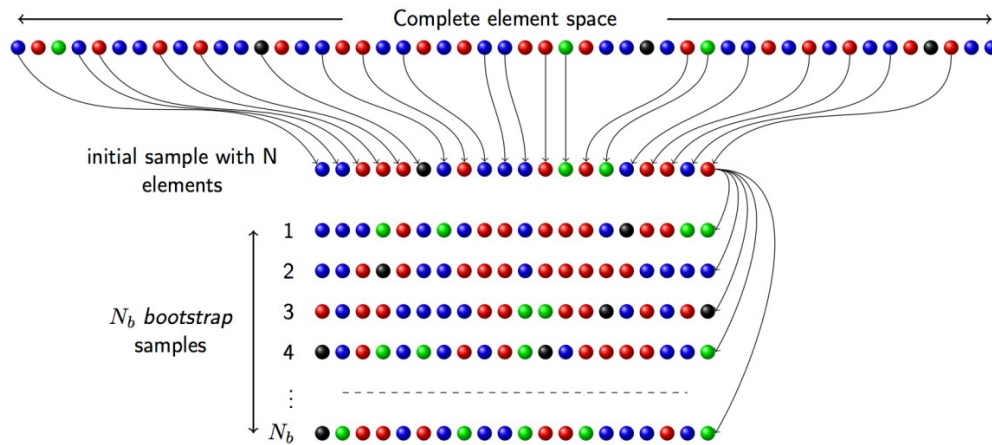 Complete element space
initial sample with N
elements
1
2
3
N_b bootstrap
samples
4
⋮
N_b